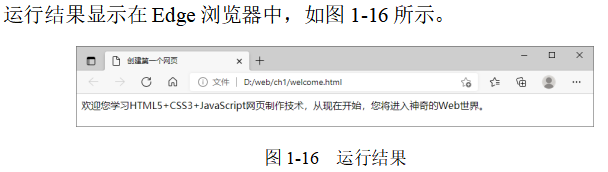 运行结果显示在 Edge 浏览器中，如图 1-16 所示。
创建第一个网页
文件 | D:/web/ch1/welcome.html
欢迎您学习HTML5+CSS3+JavaScript网页制作技术，从现在开始，您将进入神奇的Web世界。
图 1-16 运行结果